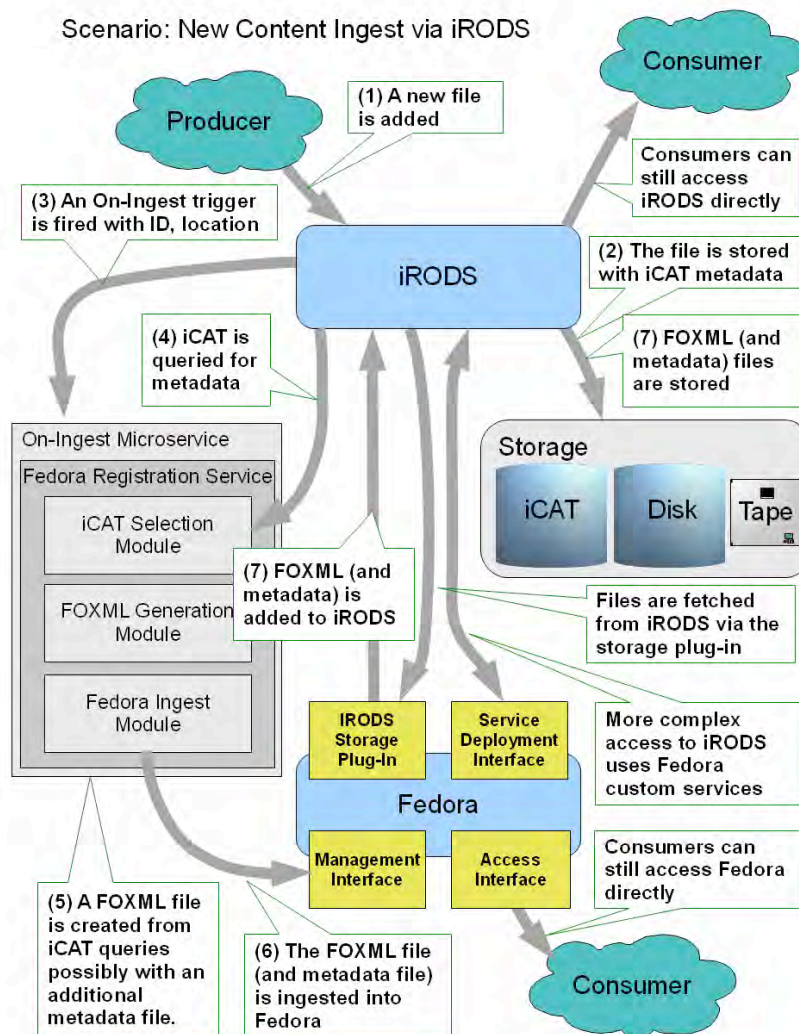 Scenario: New Content Ingest via iRODS
Consumer
Producer
(1) A new file
is added
Consumers can
still access
iRODS directly
(3) An On-Ingest trigger
is fired with ID, location
iRODS
(2) The file is stored
with iCAT metadata
(4) iCAT is
queried for
metadata
(7) FOXML (and
metadata) files
are stored
On-Ingest Microservice
Fedora Registration Service
iCAT Selection
Module
FOXML Generation
Module
Fedora Ingest
Module
Storage
iCAT
Disk
Tape
(7) FOXML (and
metadata) is
added to iRODS
Files are fetched
from iRODS via the
storage plug-in
IRODS
Storage
Plug-In
Service
Deployment
Interface
More complex
access to iRODS
uses Fedora
custom services
Fedora
Management
Interface
Access
Interface
Consumers can
still access Fedora
directly
(5) A FOXML file
is created from
iCAT queries
possibly with an
additional
metadata file.
(6) The FOXML file
(and metadata file)
is ingested into
Fedora
Consumer